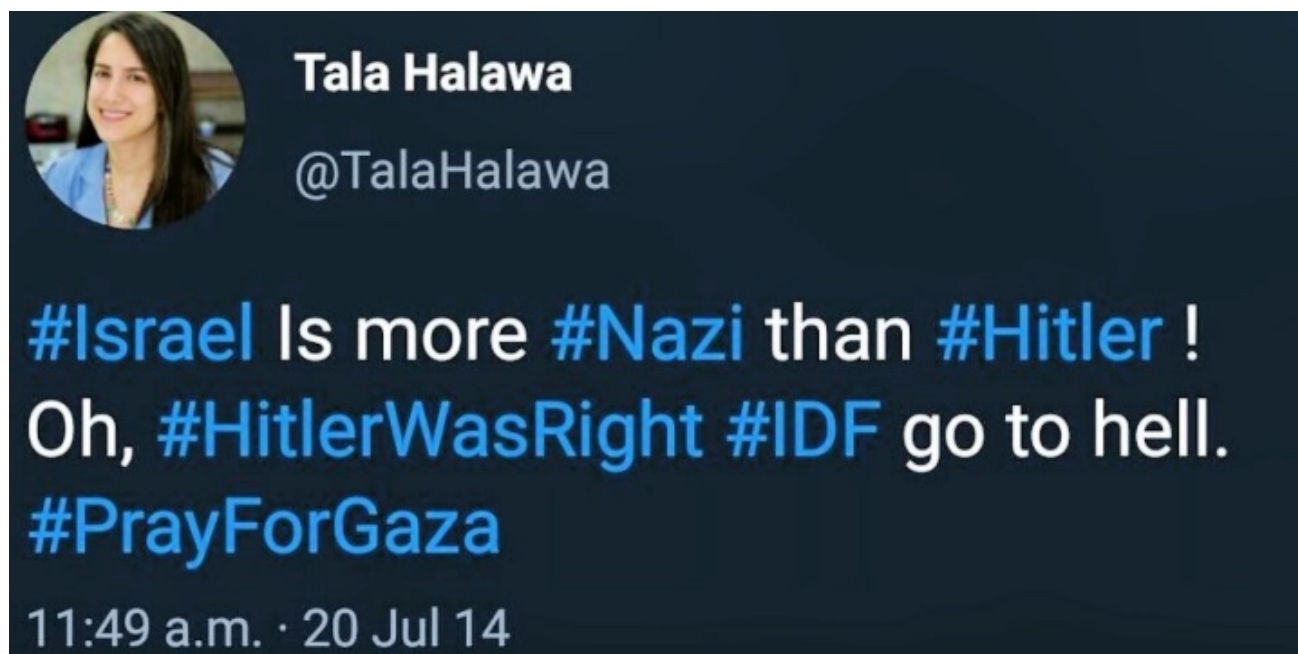 Tala Halawa
@TalaHalawa
#Israel Is more #Nazi than #Hitler !
Oh, #HitlerWasRight #IDF go to hell.
#PrayForGaza
11:49 a.m. · 20 Jul 14